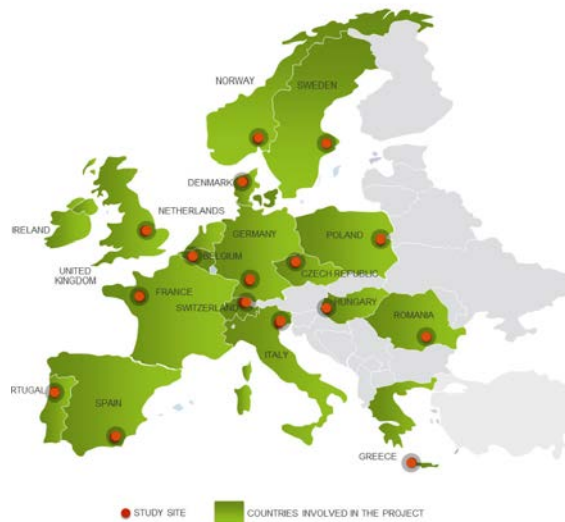 NORWAY
SWEDEN
DENMARK
NETHERLANDS
IRELAND
GERMANY
POLAND
BELGIUM
UNITED
KINGDOM
CZECH REPUBLIC
FRANCE
SWITZERLAND
HUNGARY
ROMANIA
ITALY
RTUGAL
SPAIN
GREECE
STUDY SITE
COUNTRIES INVOLVED IN THE PROJECT